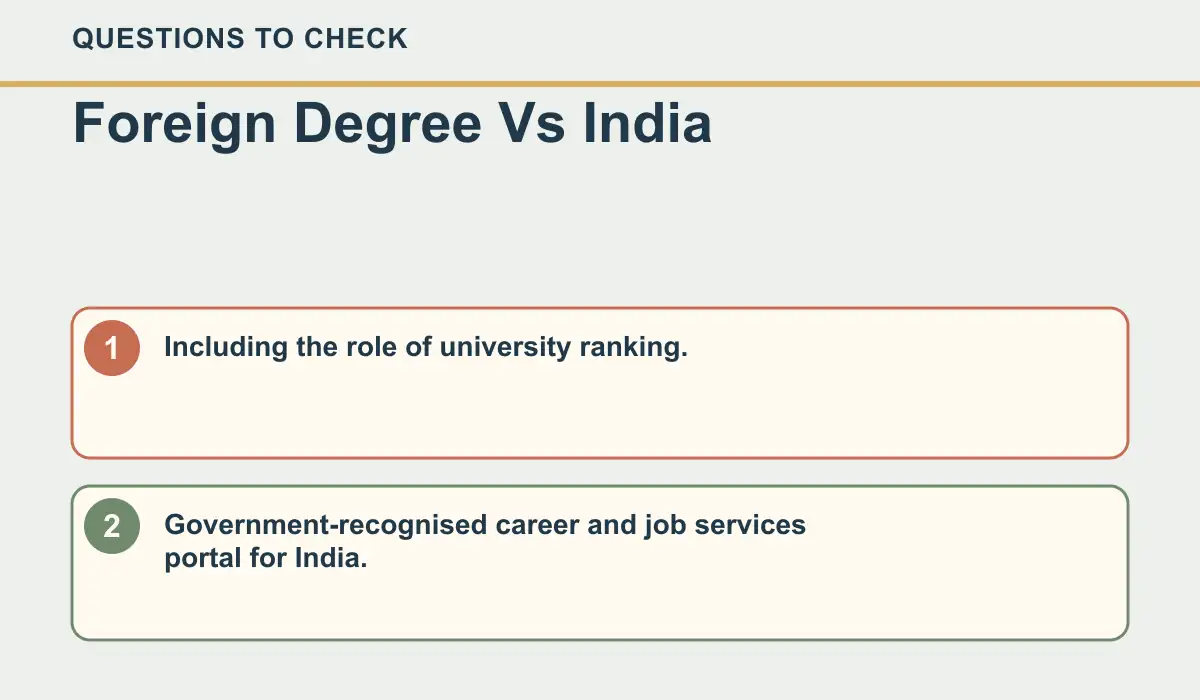 QUESTIONS TO CHECK
Foreign Degree Vs India
1
Including the role of university ranking.
2
Government-recognised career and job services
portal for India.